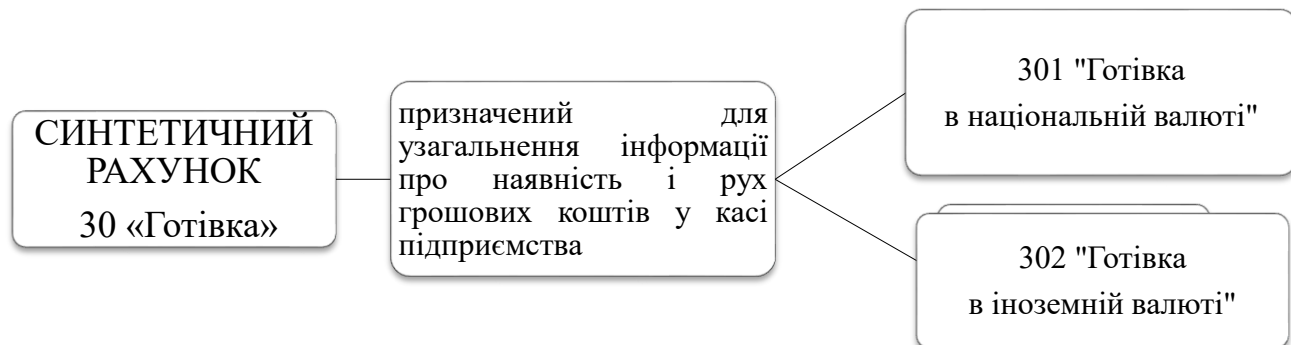 СИНТЕТИЧНИЙ
РАХУНОК
30 «Готівка»
призначений для
узагальнення інформації
про наявність і рух
грошових коштів у касі
підприємства
301 "Готівка
в національній валюті"
302 "Готівка
в іноземній валюті"